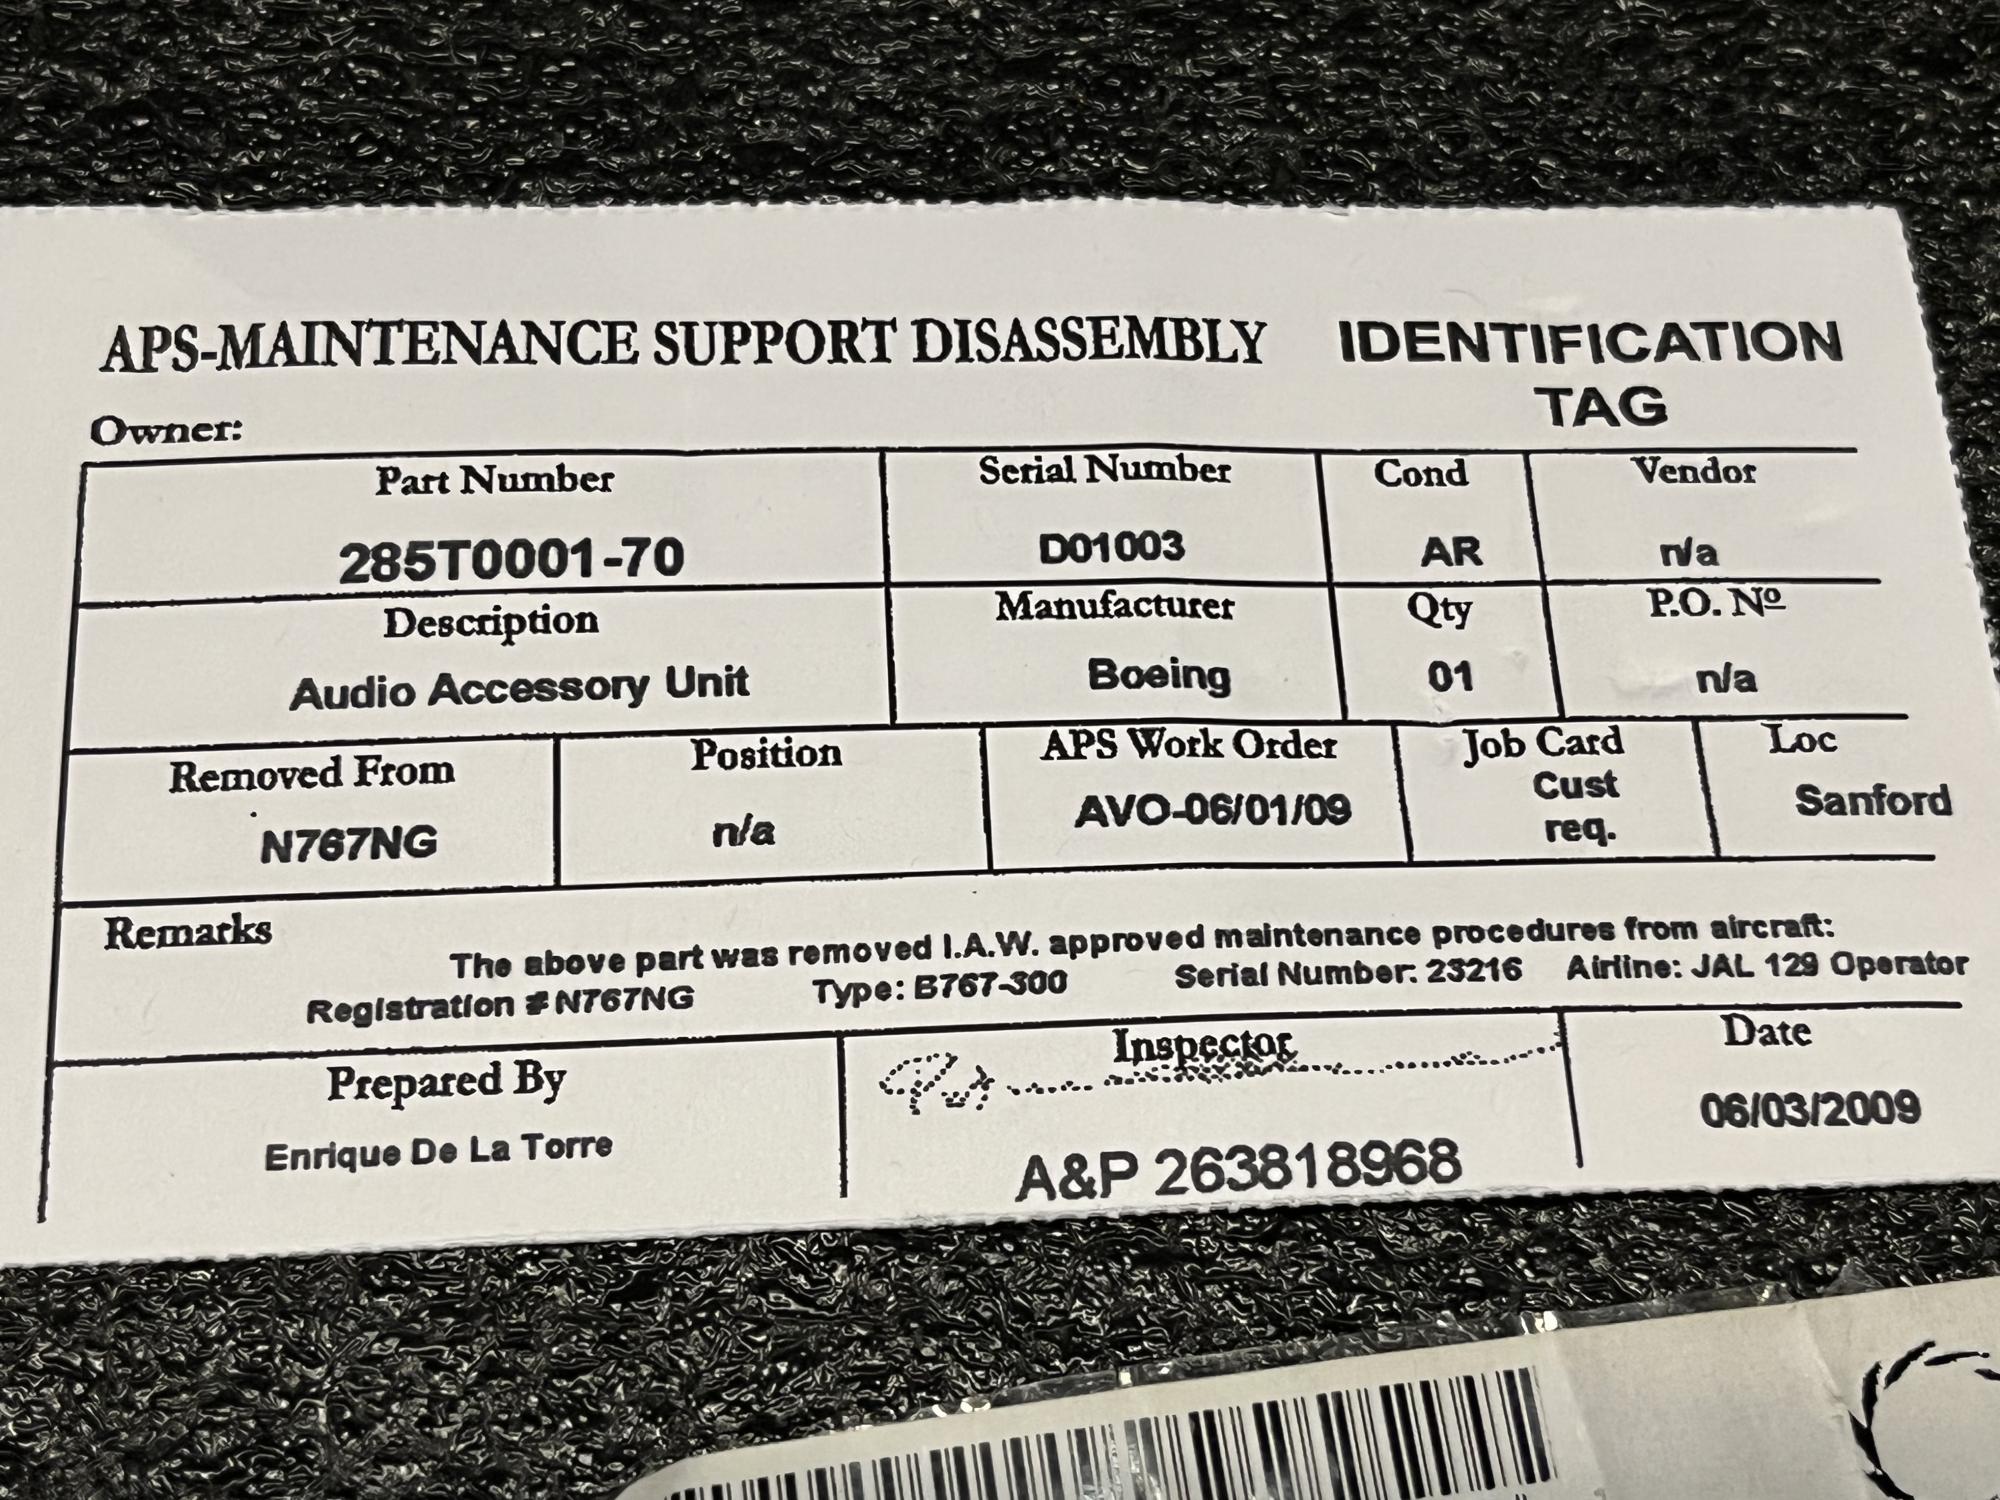 APS-MAINTENANCE SUPPORT DISASSEMBLY IDENTIFICATION
TAG
Owner:
Part Number Serial Number Cond Vendor
285T0001-70 D01003 AR n/a
Description Manufacturer Qty P.O. Nº
Audio Accessory Unit Boeing 01 n/a
Removed From Position APS Work Order Job Card Loc
N767NG n/a AVO-06/01/09 Cust Sanford
req.
Remarks
The above part was removed I.A.W. approved maintenance procedures from aircraft:
Registration # N767NG Type: B767-300 Serial Number: 23216 Airline: JAL 129 Operator
Prepared By Inspector Date
Enrique De La Torre A&P 263818968 06/03/2009